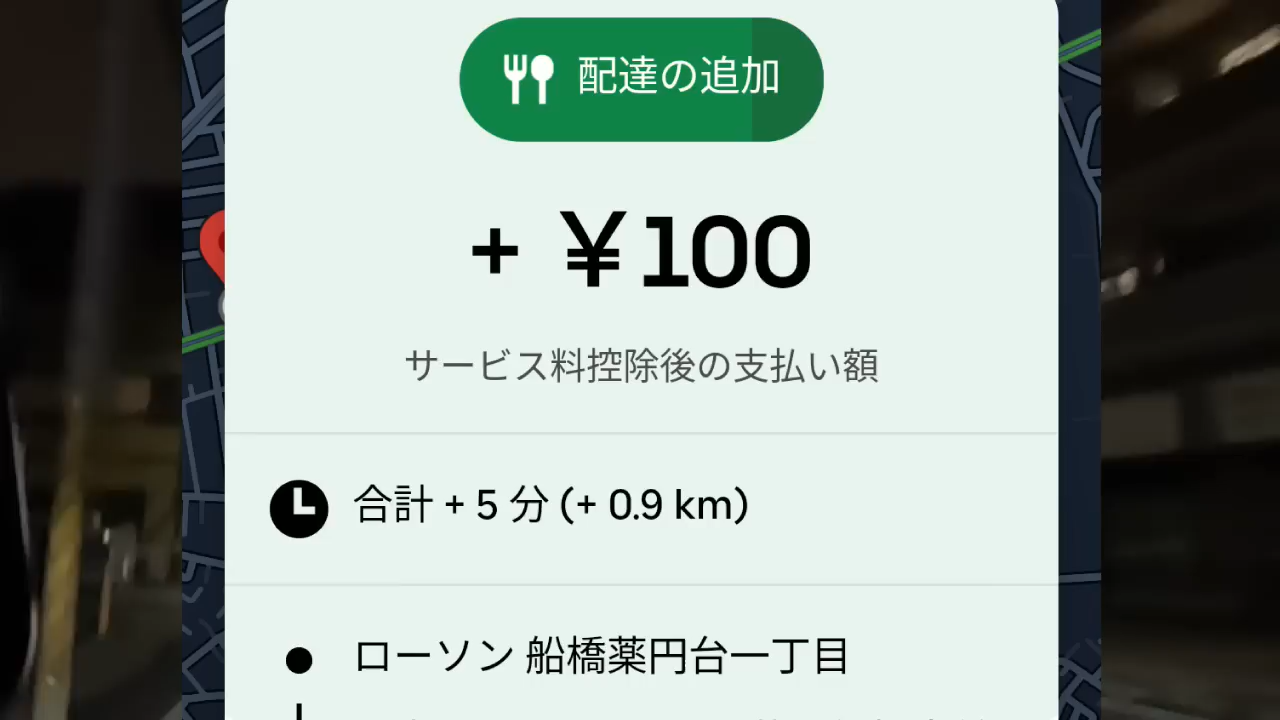 配達の追加
+ ¥100
サービス料控除後の支払い額
合計 + 5 分 (+ 0.9 km)
ローソン 船橋薬円台一丁目